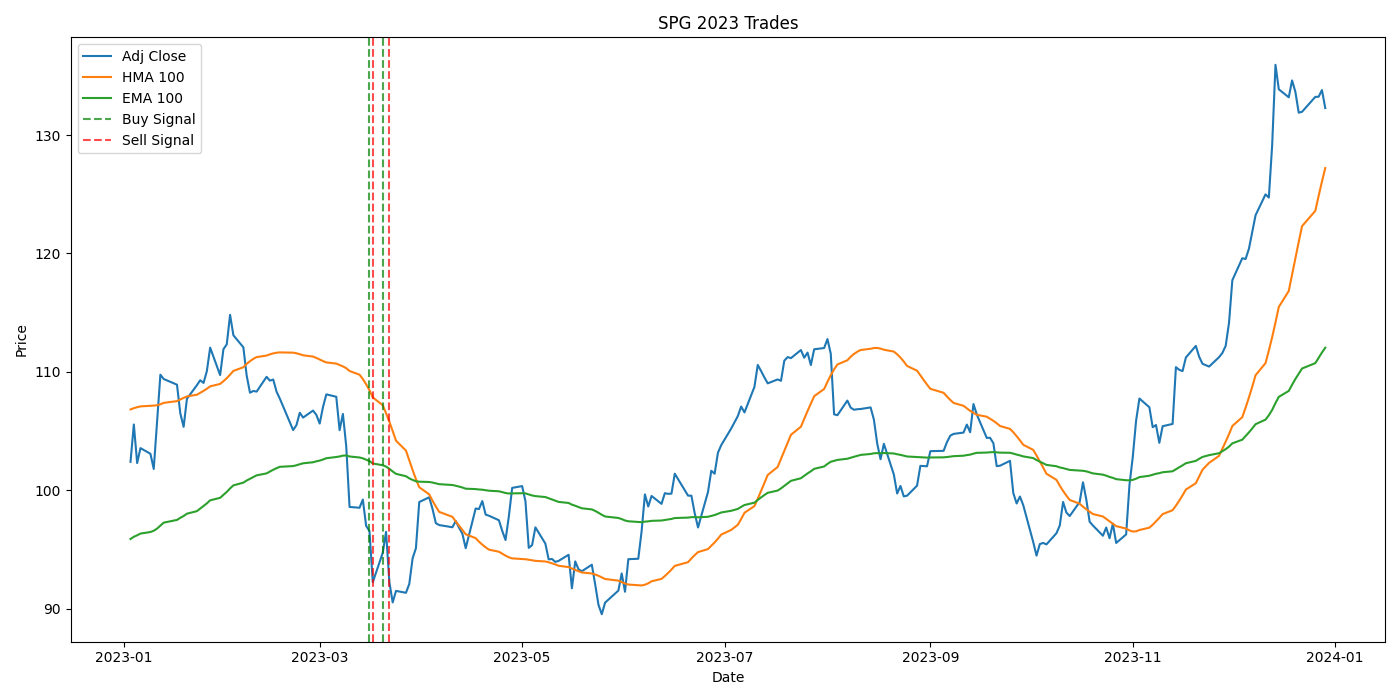 SPG 2023 Trades
Adj Close
HMA 100
EMA 100
Buy Signal
Sell Signal
Price
130
120
110
100
90
2023-01
2023-03
2023-05
2023-07
2023-09
2023-11
2024-01
Date